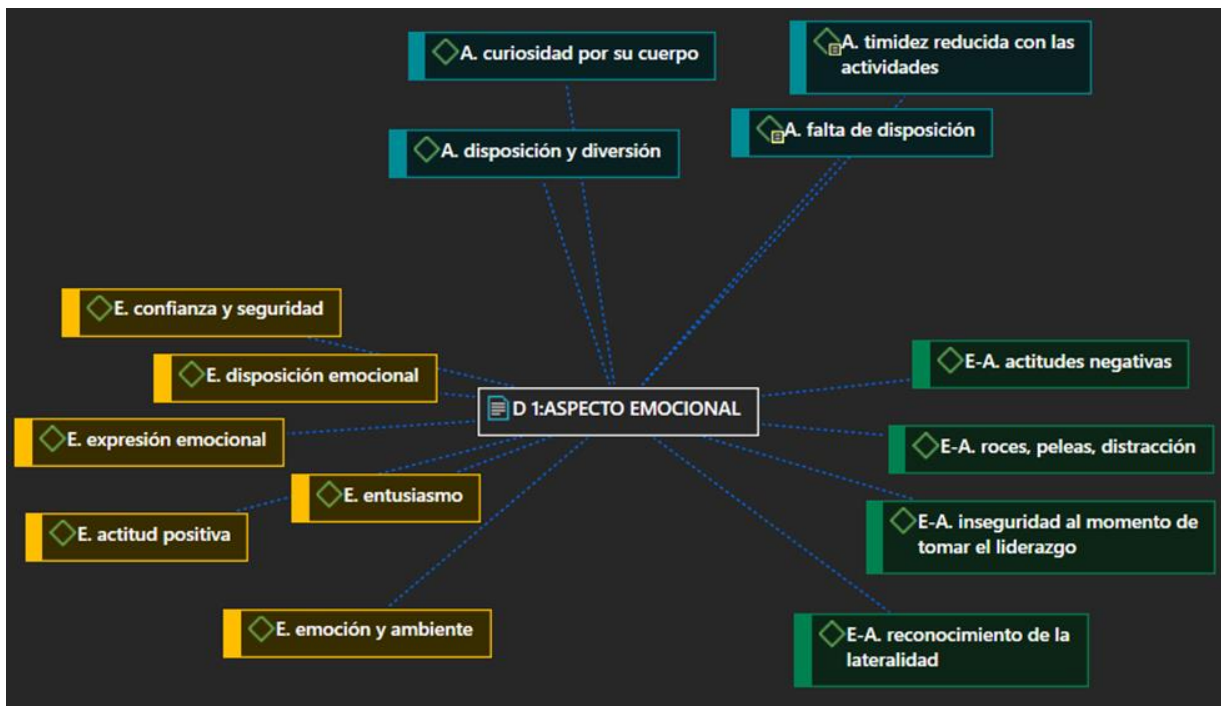 A. curiosidad por su cuerpo
A. timidez reducida con las
actividades
A. disposición y diversión
A. falta de disposición
E. confianza y seguridad
E. disposición emocional
E. expresión emocional
E. entusiasmo
E. actitud positiva
E. emoción y ambiente
D 1:ASPECTO EMOCIONAL
E-A. actitudes negativas
E-A. roces, peleas, distracción
E-A. inseguridad al momento de
tomar el liderazgo
E-A. reconocimiento de la
lateralidad